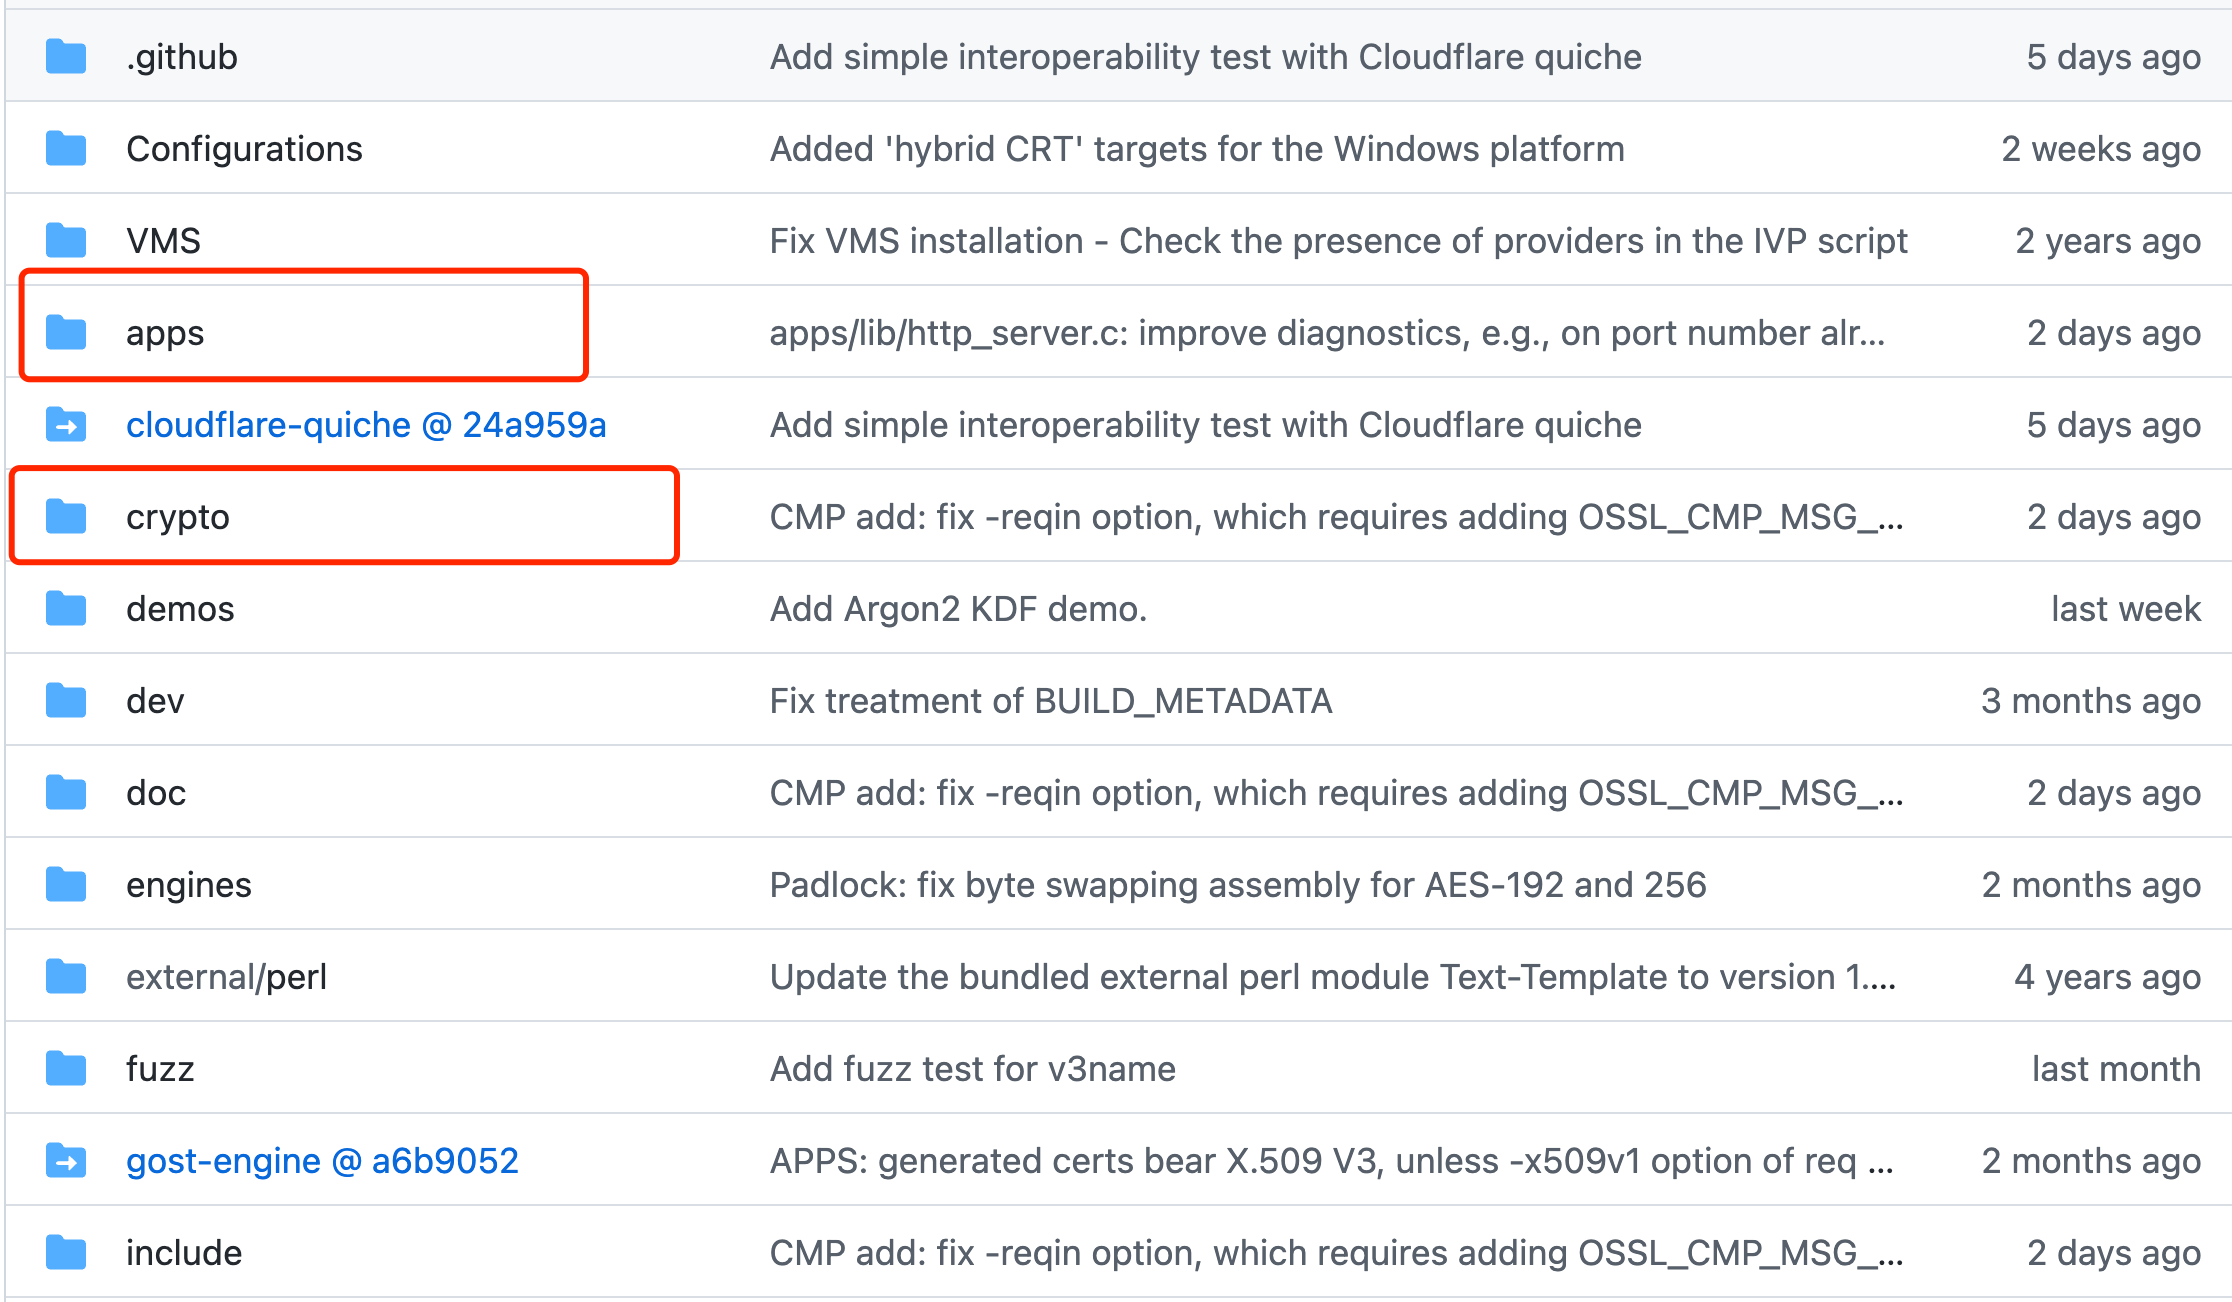 .github Add simple interoperability test with Cloudflare quiche 5 days ago
Configurations Added 'hybrid CRT' targets for the Windows platform 2 weeks ago
VMS Fix VMS installation - Check the presence of providers in the IVP script 2 years ago
apps apps/lib/http_server.c: improve diagnostics, e.g., on port number alr... 2 days ago
cloudflare-quiche @ 24a959a Add simple interoperability test with Cloudflare quiche 5 days ago
crypto CMP add: fix -reqin option, which requires adding OSSL_CMP_MSG_... 2 days ago
demos Add Argon2 KDF demo. last week
dev Fix treatment of BUILD_METADATA 3 months ago
doc CMP add: fix -reqin option, which requires adding OSSL_CMP_MSG_... 2 days ago
engines Padlock: fix byte swapping assembly for AES-192 and 256 2 months ago
external/perl Update the bundled external perl module Text-Template to version 1.... 4 years ago
fuzz Add fuzz test for v3name last month
gost-engine @ a6b9052 APPS: generated certs bear X.509 V3, unless -x509v1 option of req ... 2 months ago
include CMP add: fix -reqin option, which requires adding OSSL_CMP_MSG_... 2 days ago